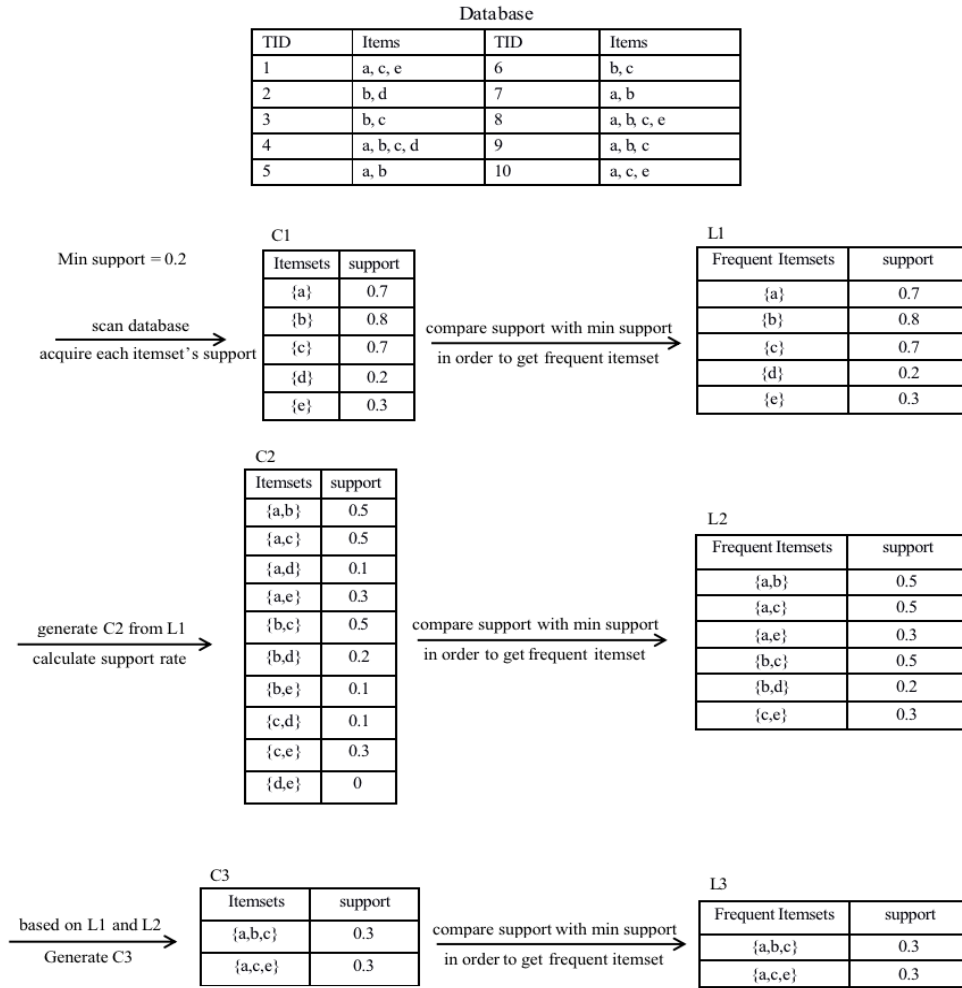 Database
TID Items TID Items
1 a, c, e 6 b, c
2 b, d 7 a, b
3 b, c 8 a, b, c, e
4 a, b, c, d 9 a, b, c
5 a, b 10 a, c, e
Min support = 0.2
scan database
acquire each itemset's support
C1
Itemsets support
{a} 0.7
{b} 0.8
{c} 0.7
{d} 0.2
{e} 0.3
compare support with min support
in order to get frequent itemset
L1
Frequent Itemsets support
{a} 0.7
{b} 0.8
{c} 0.7
{d} 0.2
{e} 0.3
generate C2 from L1
calculate support rate
C2
Itemsets support
{a,b} 0.5
{a,c} 0.5
{a,d} 0.1
{a,e} 0.3
{b,c} 0.5
{b,d} 0.2
{b,e} 0.1
{c,d} 0.1
{c,e} 0.3
{d,e} 0
compare support with min support
in order to get frequent itemset
L2
Frequent Itemsets support
{a,b} 0.5
{a,c} 0.5
{a,e} 0.3
{b,c} 0.5
{b,d} 0.2
{c,e} 0.3
based on L1 and L2
Generate C3
C3
Itemsets support
{a,b,c} 0.3
{a,c,e} 0.3
compare support with min support
in order to get frequent itemset
L3
Frequent Itemsets support
{a,b,c} 0.3
{a,c,e} 0.3